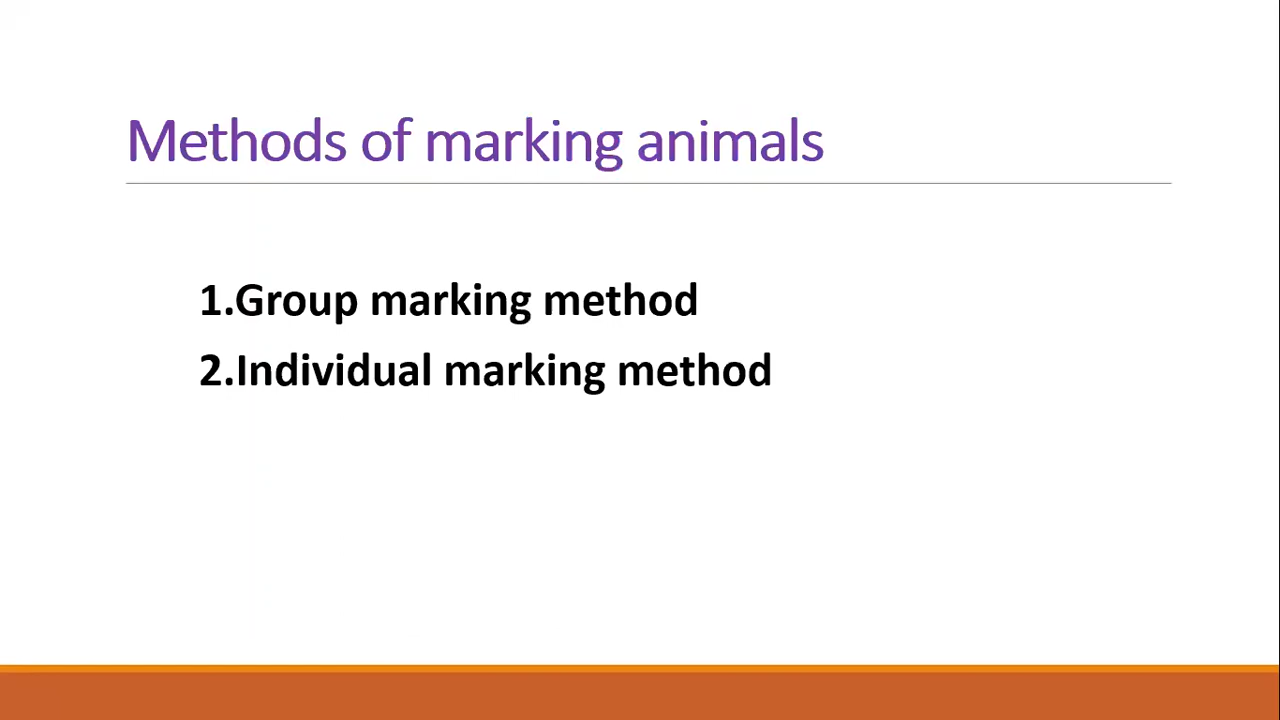 Methods of marking animals
1.Group marking method
2.Individual marking method